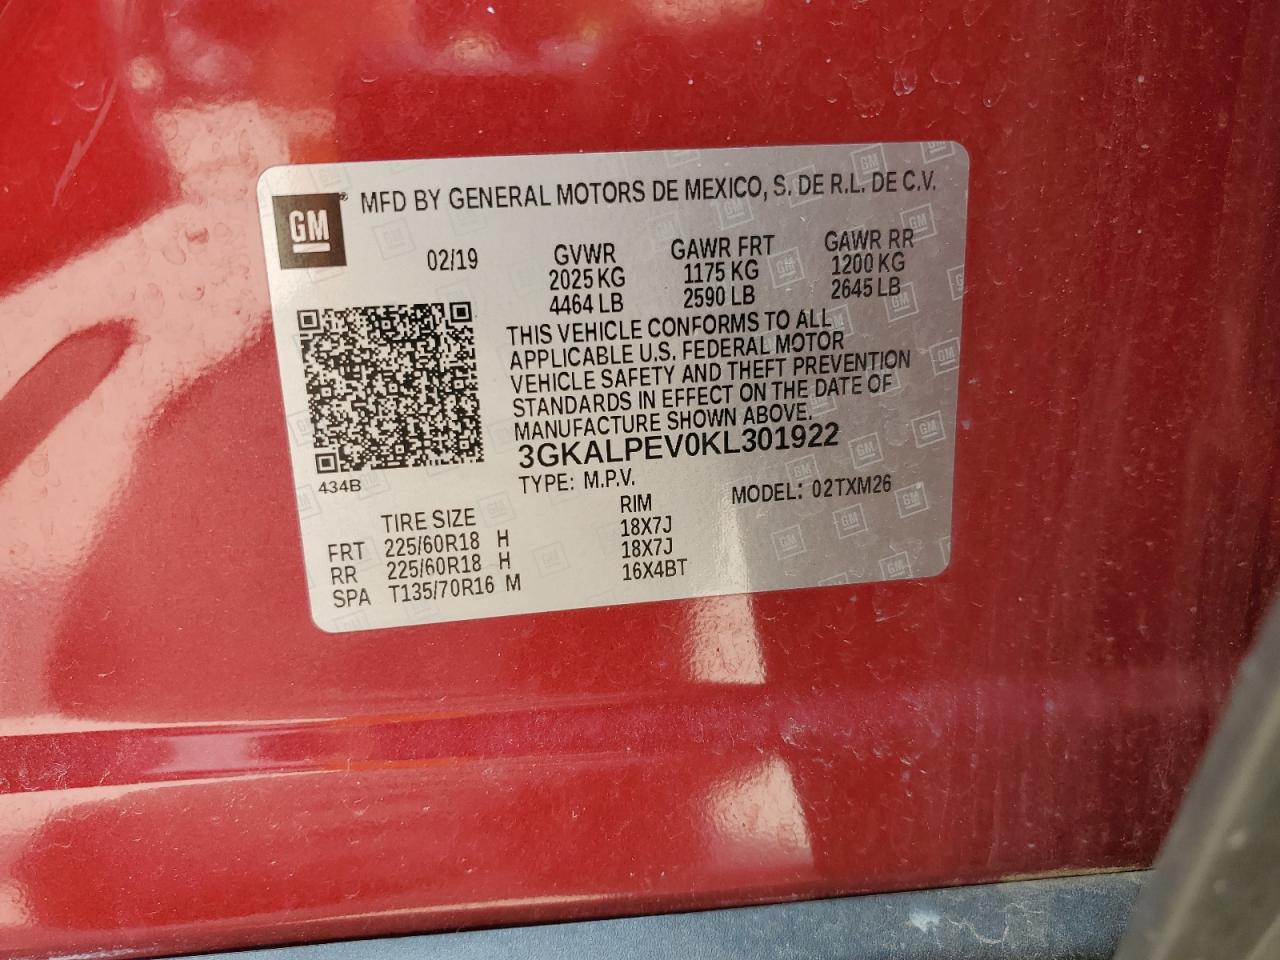 GM ® MFD BY GENERAL MOTORS DE MEXICO, S. DE R.L. DE C.V.
02/19
GVWR
2025 KG
4464 LB
GAWR FRT
1175 KG
2590 LB
GAWR RR
1200 KG
2645 LB
THIS VEHICLE CONFORMS TO ALL
APPLICABLE U.S. FEDERAL MOTOR
VEHICLE SAFETY AND THEFT PREVENTION
STANDARDS IN EFFECT ON THE DATE OF
MANUFACTURE SHOWN ABOVE.
3GKALPEV0KL301922
434B
TYPE: M.P.V.
MODEL: 02TXM26
TIRE SIZE RIM
FRT 225/60R18 H 18X7J
RR 225/60R18 H 18X7J
SPA T135/70R16 M 16X4BT